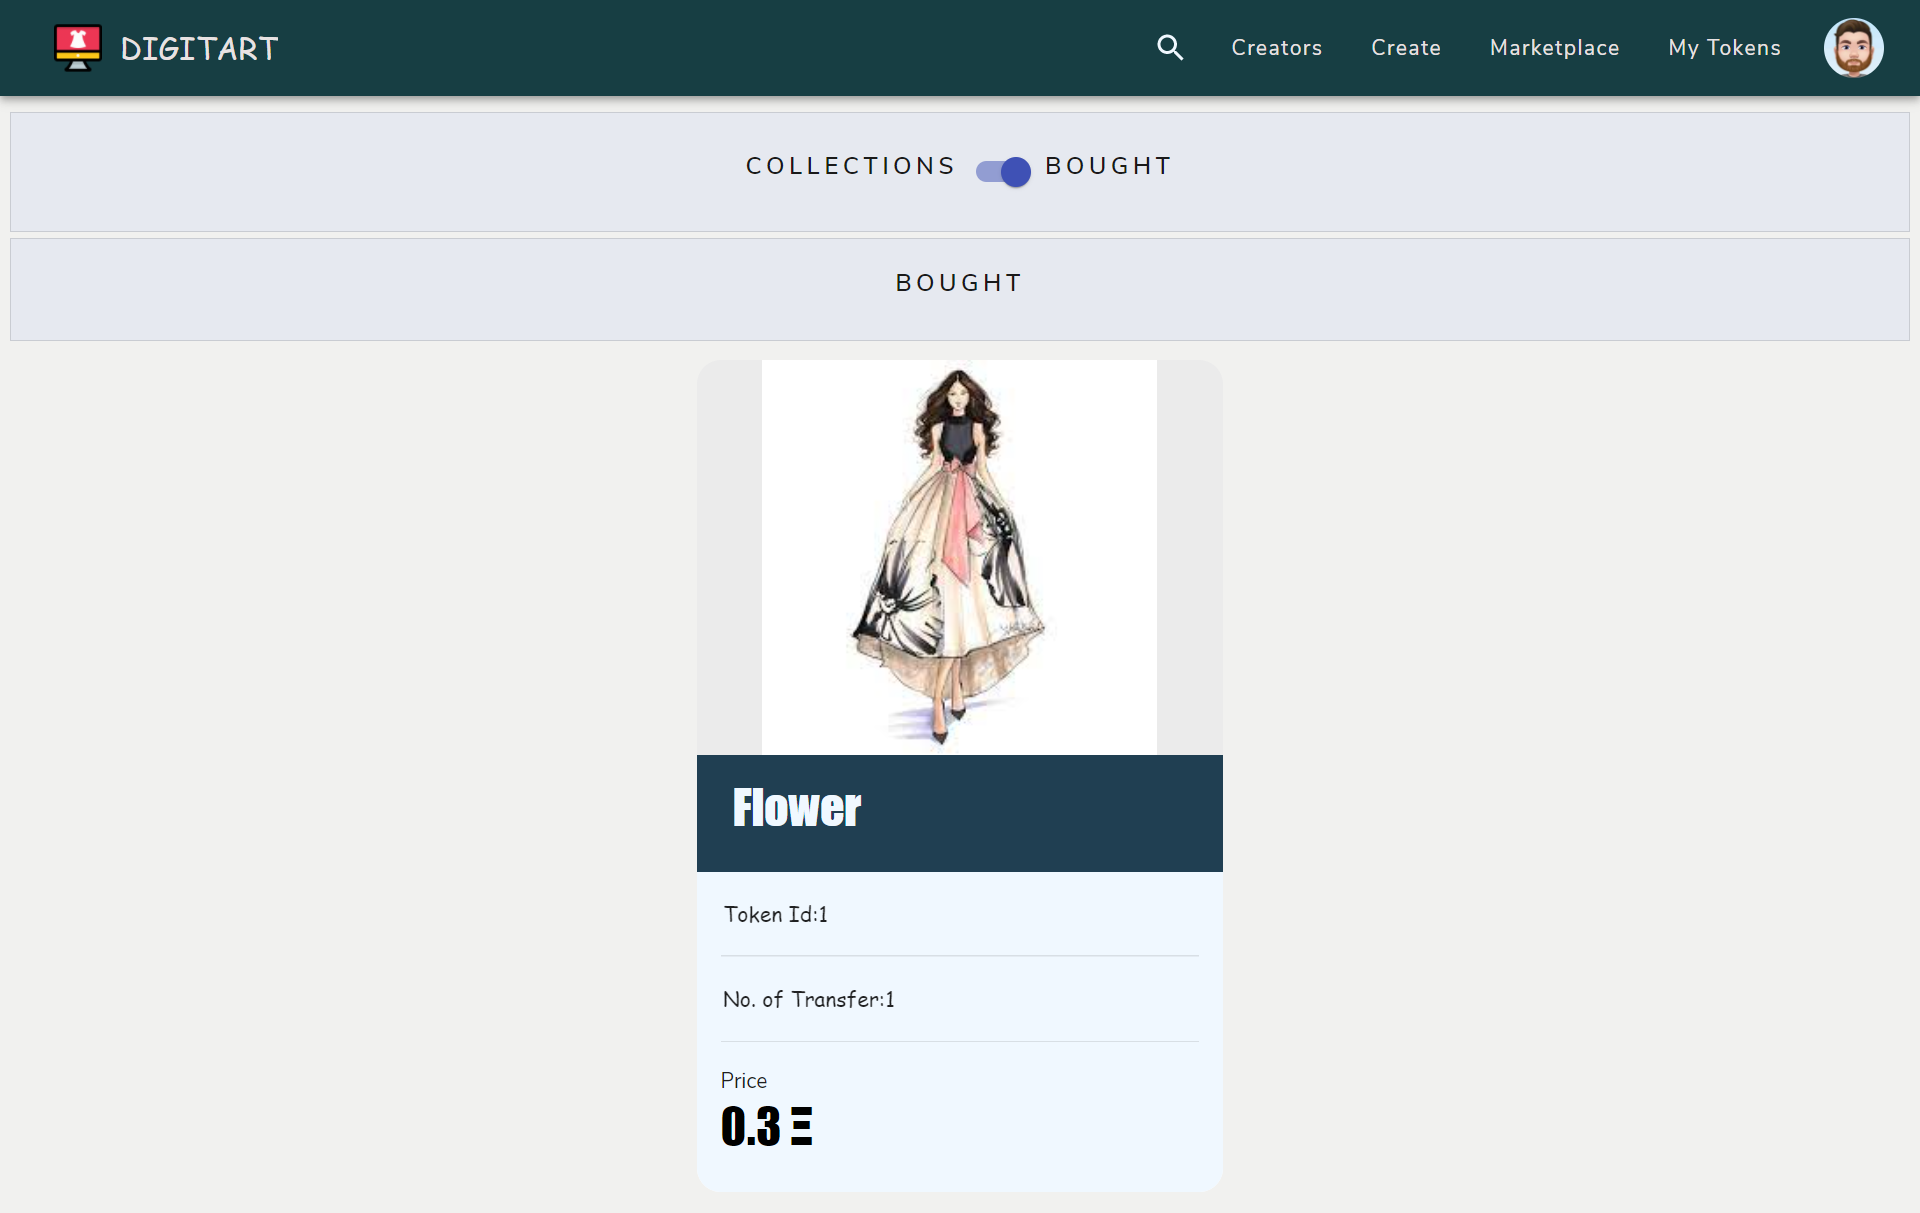 DIGITART
Creators Create Marketplace My Tokens
COLLECTIONS BOUGHT
BOUGHT
Flower
Token Id:1
No. of Transfer:1
Price
0.3 Ξ